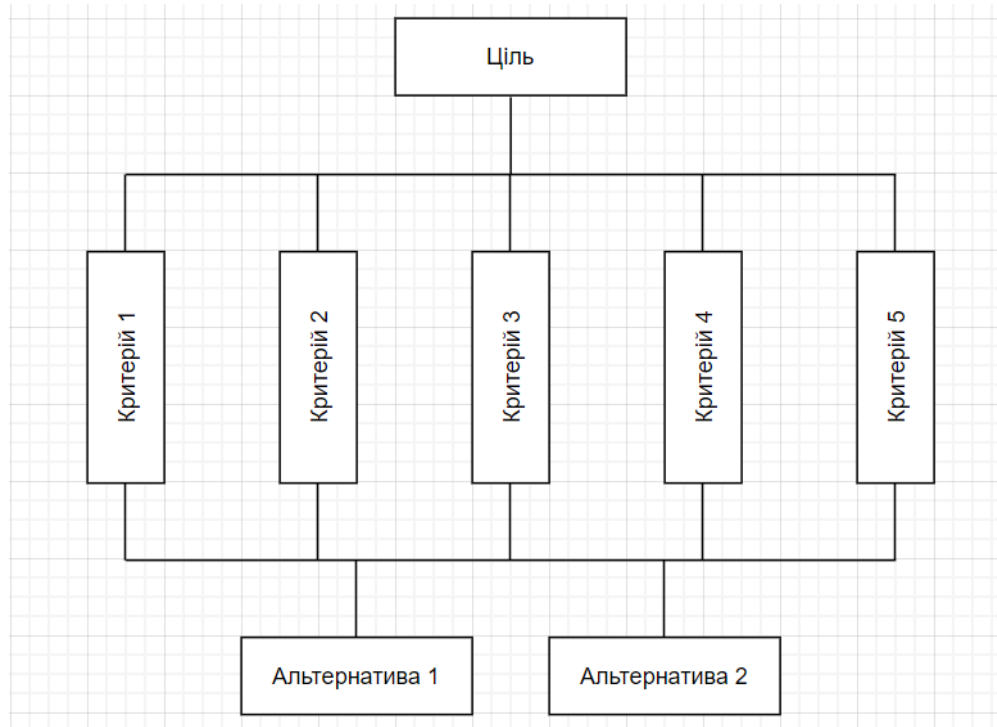 Ціль
Критерій 1
Критерій 2
Критерій 3
Критерій 4
Критерій 5
Альтернатива 1
Альтернатива 2